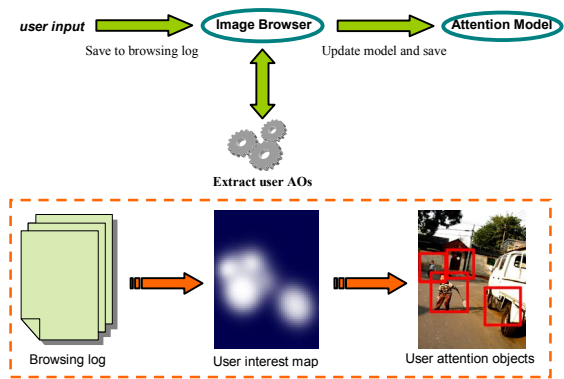 user input
Image Browser
Attention Model
Save to browsing log
Update model and save
Extract user AOs
Browsing log
User interest map
User attention objects